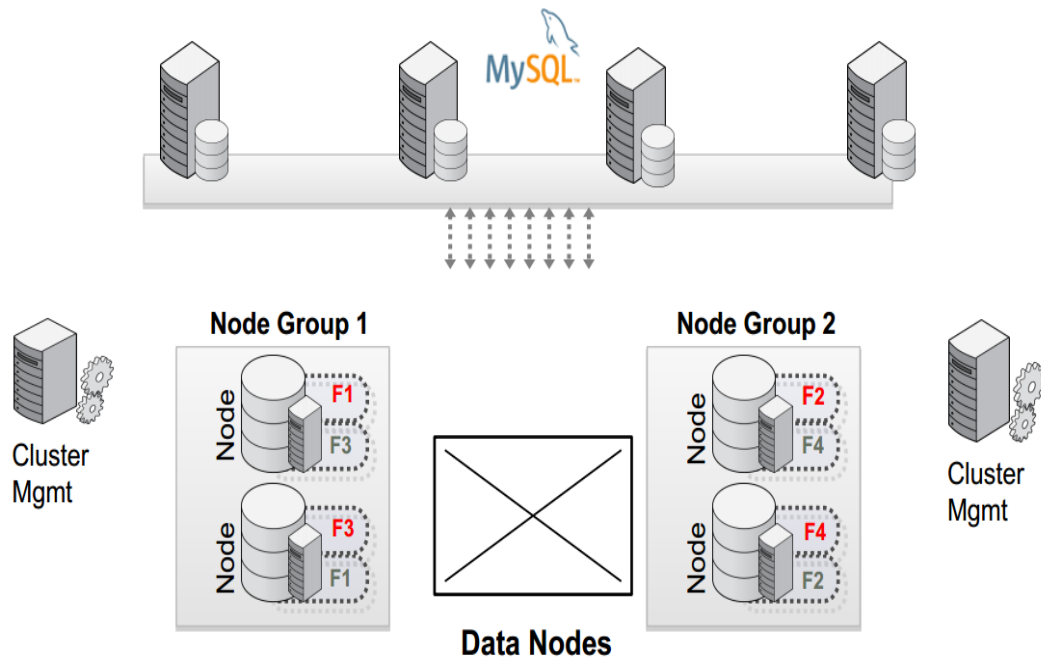 MySQL™
Node Group 1
Node Group 2
Node
F1
F3
Node
F3
F1
Node
F2
F4
Node
F4
F2
Cluster
Mgmt
Cluster
Mgmt
Data Nodes